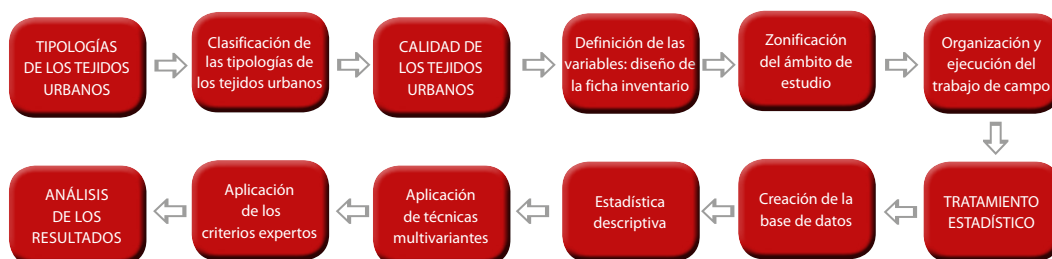 TIPOLOGÍAS
DE LOS TEJIDOS
URBANOS
Clasificación de
las tipologías de
los tejidos urbanos
CALIDAD DE
LOS TEJIDOS
URBANOS
Definición de las
variables: diseño de
la ficha inventario
Zonificación
del ámbito de
estudio
Organización y
ejecución del
trabajo de campo
TRATAMIENTO
ESTADÍSTICO
Creación de la
base de datos
Estadística
descriptiva
Aplicación
de técnicas
multivariantes
Aplicación
de los
criterios expertos
ANÁLISIS
DE LOS
RESULTADOS